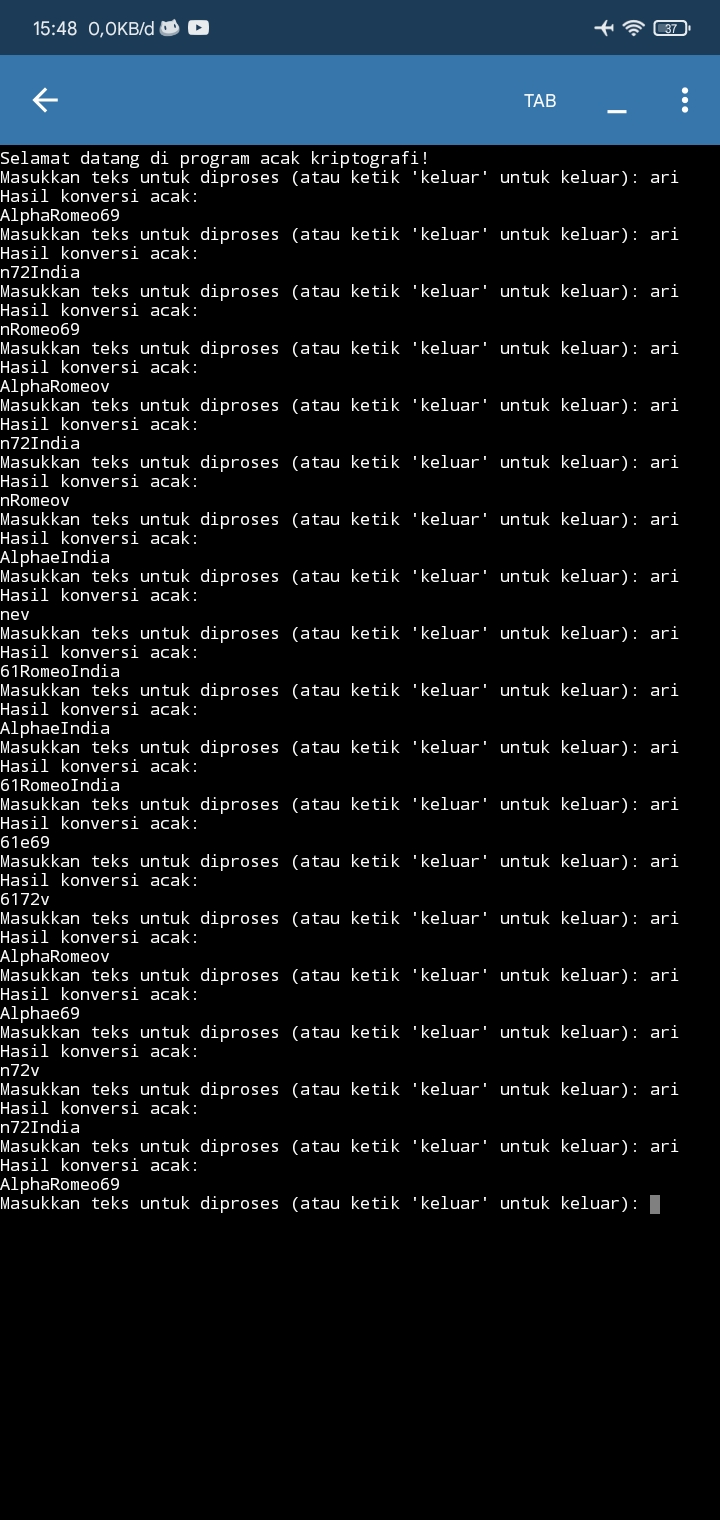 15:48 0,0KB/d 37
TAB
Selamat datang di program acak kriptografi!
Masukkan teks untuk diproses (atau ketik 'keluar' untuk keluar): ari
Hasil konversi acak:
AlphaRomeo69
Masukkan teks untuk diproses (atau ketik 'keluar' untuk keluar): ari
Hasil konversi acak:
n72India
Masukkan teks untuk diproses (atau ketik 'keluar' untuk keluar): ari
Hasil konversi acak:
nRomeo69
Masukkan teks untuk diproses (atau ketik 'keluar' untuk keluar): ari
Hasil konversi acak:
AlphaRomeov
Masukkan teks untuk diproses (atau ketik 'keluar' untuk keluar): ari
Hasil konversi acak:
n72India
Masukkan teks untuk diproses (atau ketik 'keluar' untuk keluar): ari
Hasil konversi acak:
nRomeov
Masukkan teks untuk diproses (atau ketik 'keluar' untuk keluar): ari
Hasil konversi acak:
AlphaeIndia
Masukkan teks untuk diproses (atau ketik 'keluar' untuk keluar): ari
Hasil konversi acak:
nev
Masukkan teks untuk diproses (atau ketik 'keluar' untuk keluar): ari
Hasil konversi acak:
61RomeoIndia
Masukkan teks untuk diproses (atau ketik 'keluar' untuk keluar): ari
Hasil konversi acak:
AlphaeIndia
Masukkan teks untuk diproses (atau ketik 'keluar' untuk keluar): ari
Hasil konversi acak:
61RomeoIndia
Masukkan teks untuk diproses (atau ketik 'keluar' untuk keluar): ari
Hasil konversi acak:
61e69
Masukkan teks untuk diproses (atau ketik 'keluar' untuk keluar): ari
Hasil konversi acak:
6172v
Masukkan teks untuk diproses (atau ketik 'keluar' untuk keluar): ari
Hasil konversi acak:
AlphaRomeov
Masukkan teks untuk diproses (atau ketik 'keluar' untuk keluar): ari
Hasil konversi acak:
Alphae69
Masukkan teks untuk diproses (atau ketik 'keluar' untuk keluar): ari
Hasil konversi acak:
n72v
Masukkan teks untuk diproses (atau ketik 'keluar' untuk keluar): ari
Hasil konversi acak:
n72India
Masukkan teks untuk diproses (atau ketik 'keluar' untuk keluar): ari
Hasil konversi acak:
AlphaRomeo69
Masukkan teks untuk diproses (atau ketik 'keluar' untuk keluar):